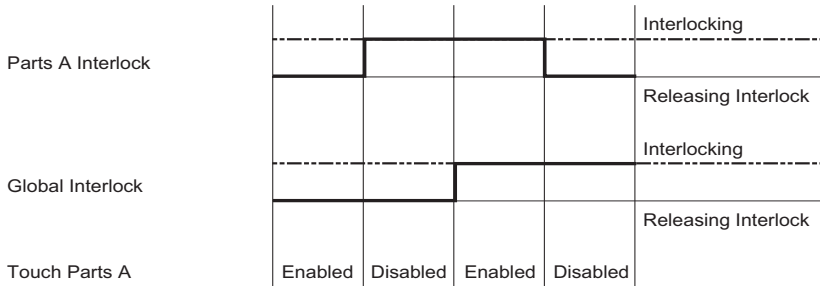 Interlocking
Parts A Interlock
Releasing Interlock
Interlocking
Global Interlock
Releasing Interlock
Touch Parts A Enabled Disabled Enabled Disabled